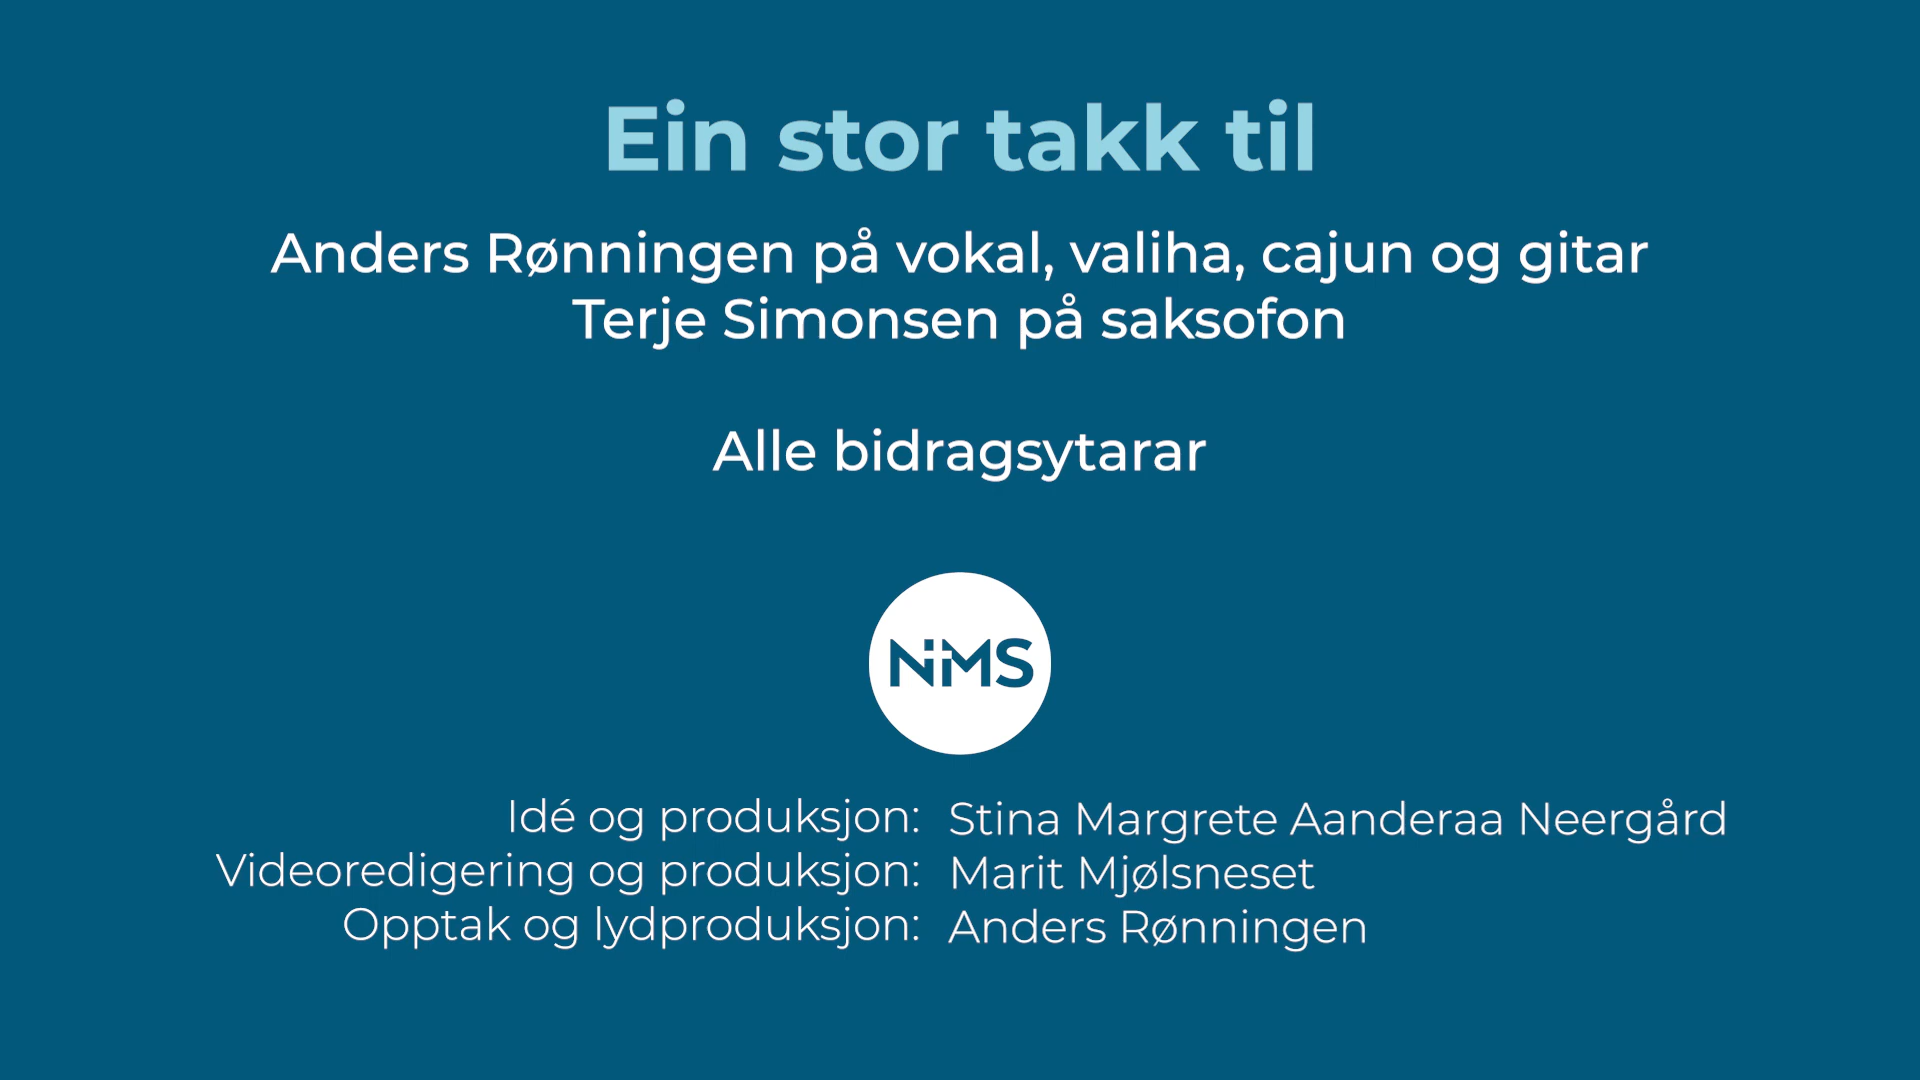 Ein stor takk til
Anders Rønningen på vokal, valiha, cajun og gitar
Terje Simonsen på saksofon
Alle bidragsytarar
NMS
Idé og produksjon: Stina Margrete Aanderaa Neergård
Videoredigering og produksjon: Marit Mjølsneset
Opptak og lydproduksjon: Anders Rønningen